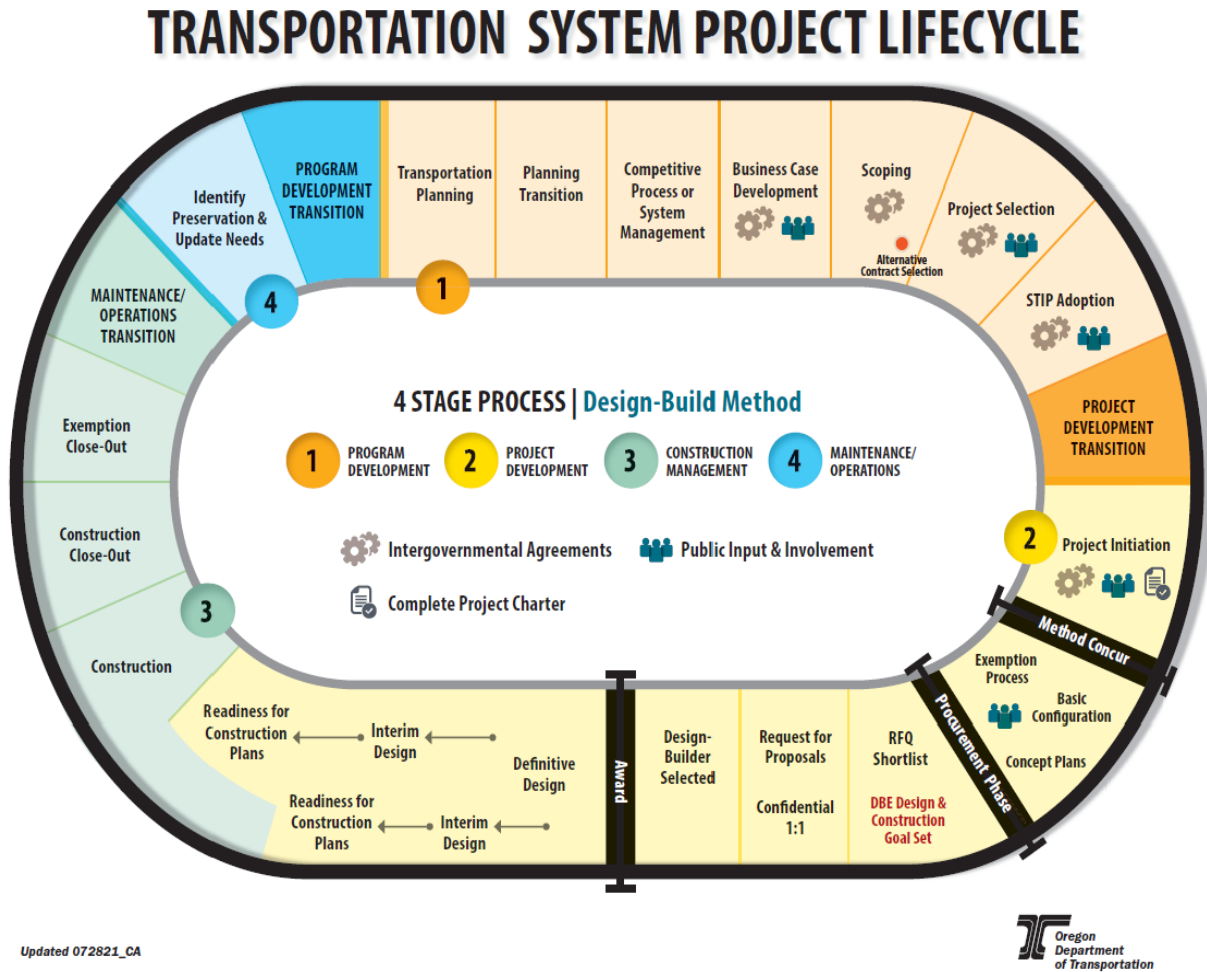 TRANSPORTATION SYSTEM PROJECT LIFECYCLE
Identify
Preservation &
Update Needs
PROGRAM
DEVELOPMENT
TRANSITION
Transportation
Planning
Planning
Transition
Competitive
Process or
System
Management
Business Case
Development
Scoping
Alternative
Contract Selection
Project Selection
STIP Adoption
PROJECT
DEVELOPMENT
TRANSITION
1
4
MAINTENANCE/
OPERATIONS
TRANSITION
Exemption
Close-Out
Construction
Close-Out
3
Construction
4 STAGE PROCESS | Design-Build Method
1 PROGRAM
DEVELOPMENT
2 PROJECT
DEVELOPMENT
3 CONSTRUCTION
MANAGEMENT
4 MAINTENANCE/
OPERATIONS
Intergovernmental Agreements
Public Input & Involvement
Complete Project Charter
2
Project Initiation
Method Concur
Exemption
Process
Basic
Configuration
Concept Plans
Procurement Phase
RFQ
Shortlist
DBE Design &
Construction
Goal Set
Request for
Proposals
Confidential
1:1
Design-
Builder
Selected
Award
Definitive
Design
Interim
Design
Readiness for
Construction
Plans
Interim
Design
Readiness for
Construction
Plans
Updated 072821_CA
Oregon
Department
of Transportation